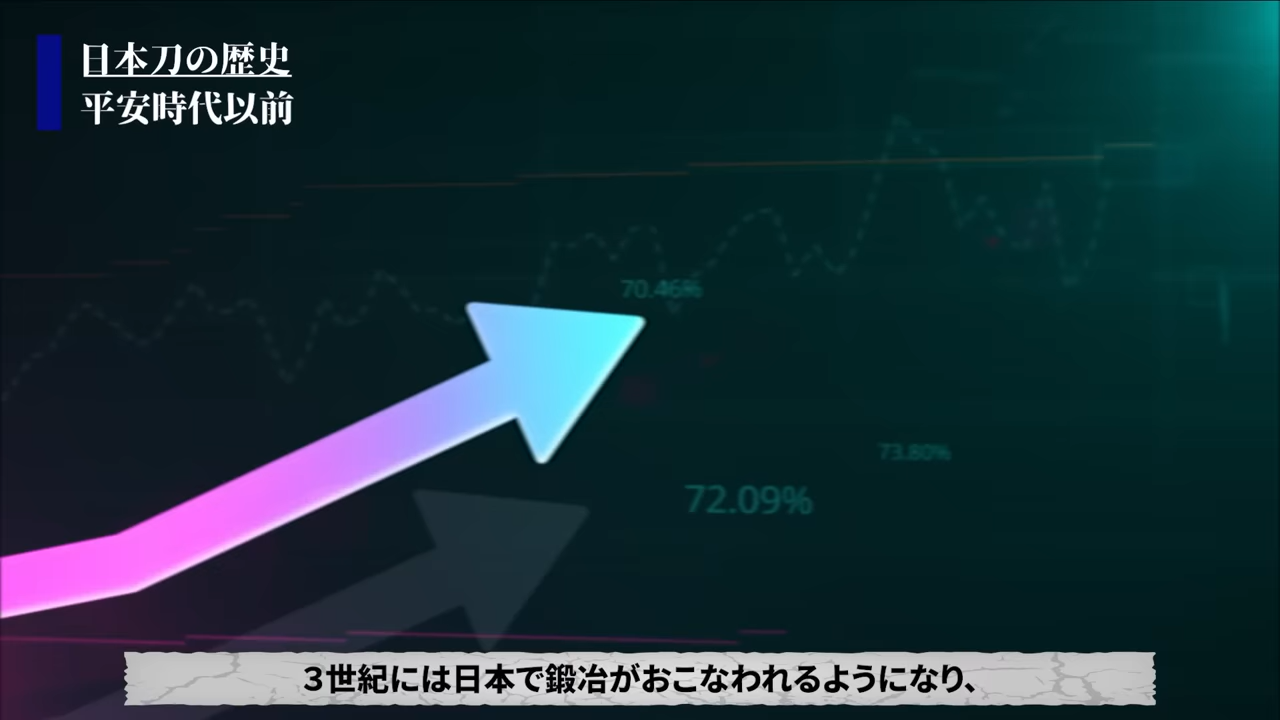 日本刀の歴史
平安時代以前
70.46%
73.80%
72.09%
３世紀には日本で鍛冶がおこなわれるようになり、